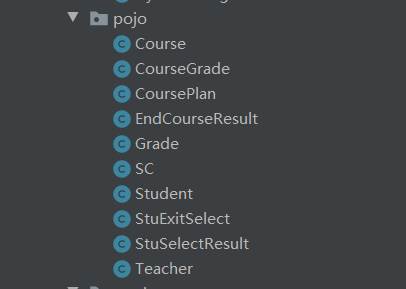 pojo
Course
CourseGrade
CoursePlan
EndCourseResult
Grade
SC
Student
StuExitSelect
StuSelectResult
Teacher